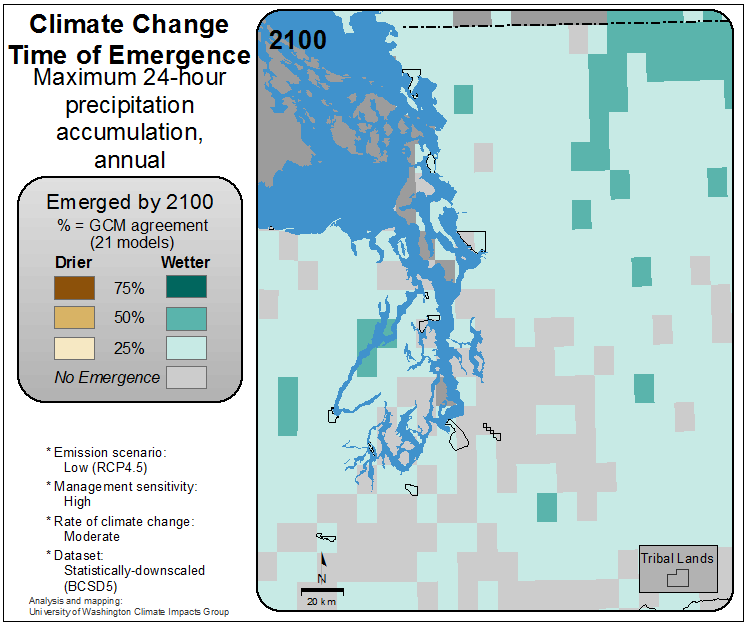 Climate Change
Time of Emergence
Maximum 24-hour
precipitation
accumulation,
annual
Emerged by 2100
% = GCM agreement
(21 models)
Drier Wetter
75%
50%
25%
No Emergence
* Emission scenario:
Low (RCP4.5)
* Management sensitivity:
High
* Rate of climate change:
Moderate
* Dataset:
Statistically-downscaled
(BCSD5)
Analysis and mapping:
University of Washington Climate Impacts Group
2100
N
20 km
Tribal Lands